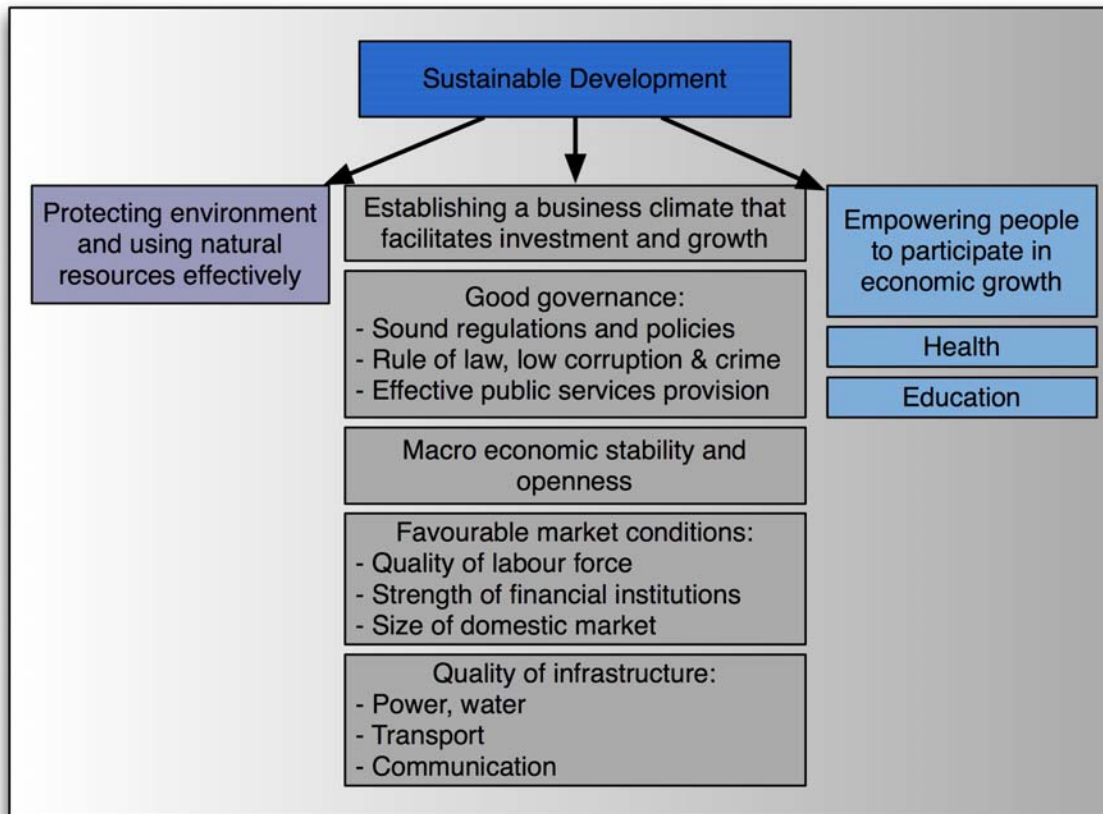 Sustainable Development
Protecting environment
and using natural
resources effectively
Establishing a business climate that
facilitates investment and growth
Good governance:
- Sound regulations and policies
- Rule of law, low corruption & crime
- Effective public services provision
Macro economic stability and
openness
Favourable market conditions:
- Quality of labour force
- Strength of financial institutions
- Size of domestic market
Quality of infrastructure:
- Power, water
- Transport
- Communication
Empowering people
to participate in
economic growth
Health
Education